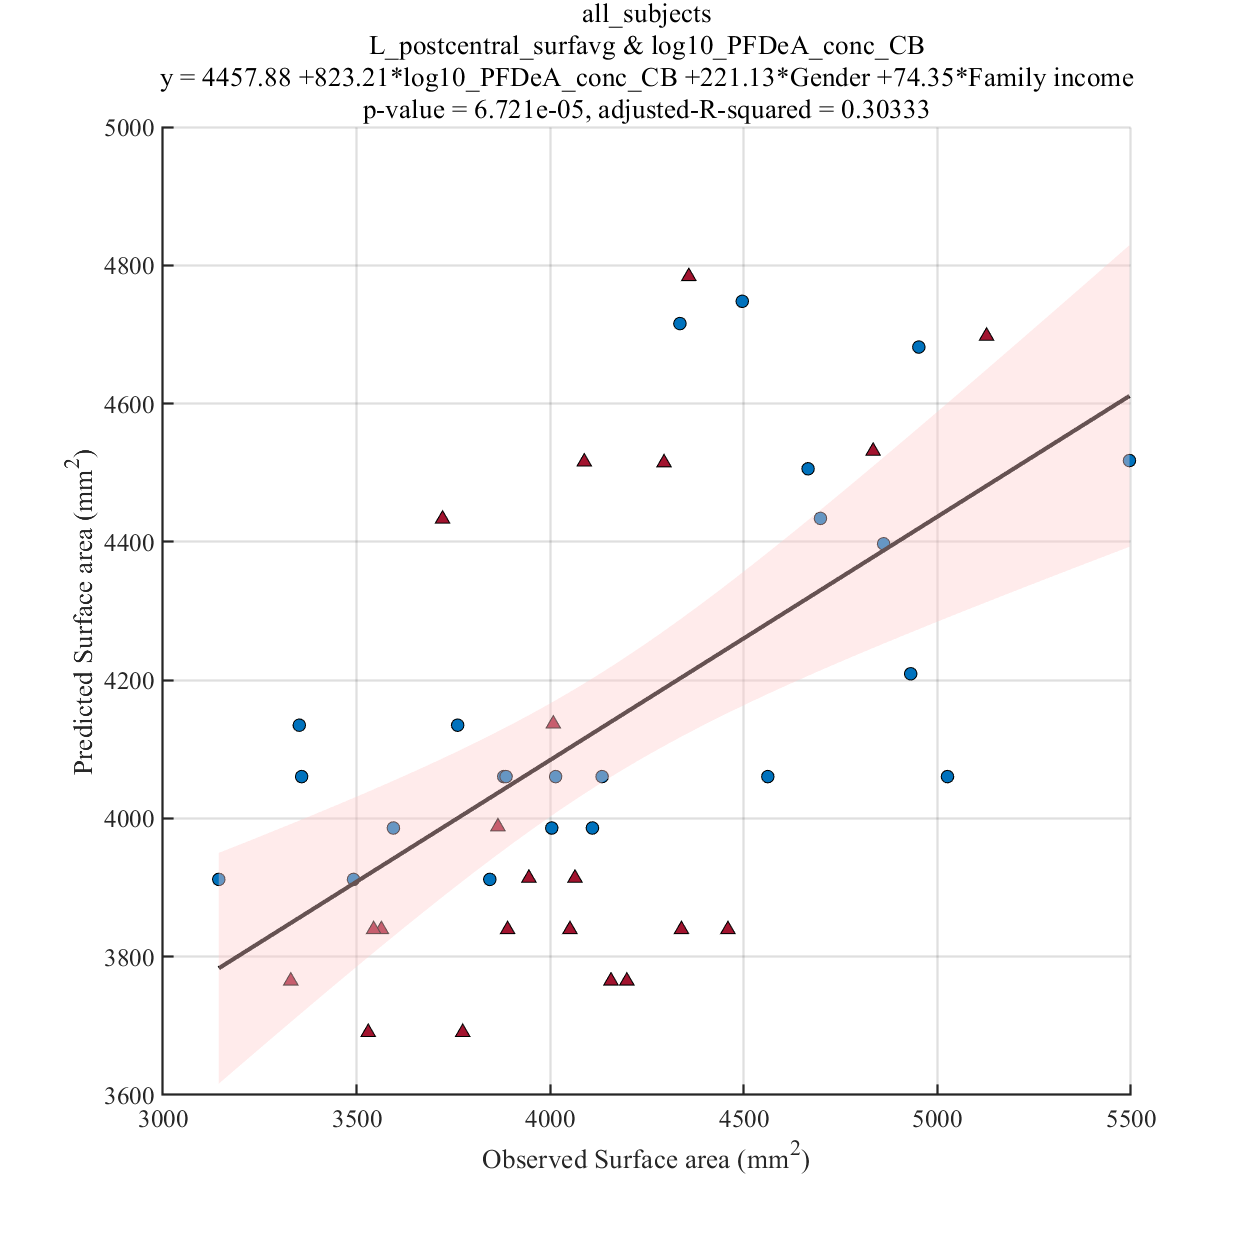 all_subjects
L_postcentral_surfavg & log10_PFDeA_conc_CB
y = 4457.88 +823.21*log10_PFDeA_conc_CB +221.13*Gender +74.35*Family income
p-value = 6.721e-05, adjusted-R-squared = 0.30333
5000
4800
4600
4400
4200
4000
3800
3600
Predicted Surface area (mm²)
3000 3500 4000 4500 5000 5500
Observed Surface area (mm²)